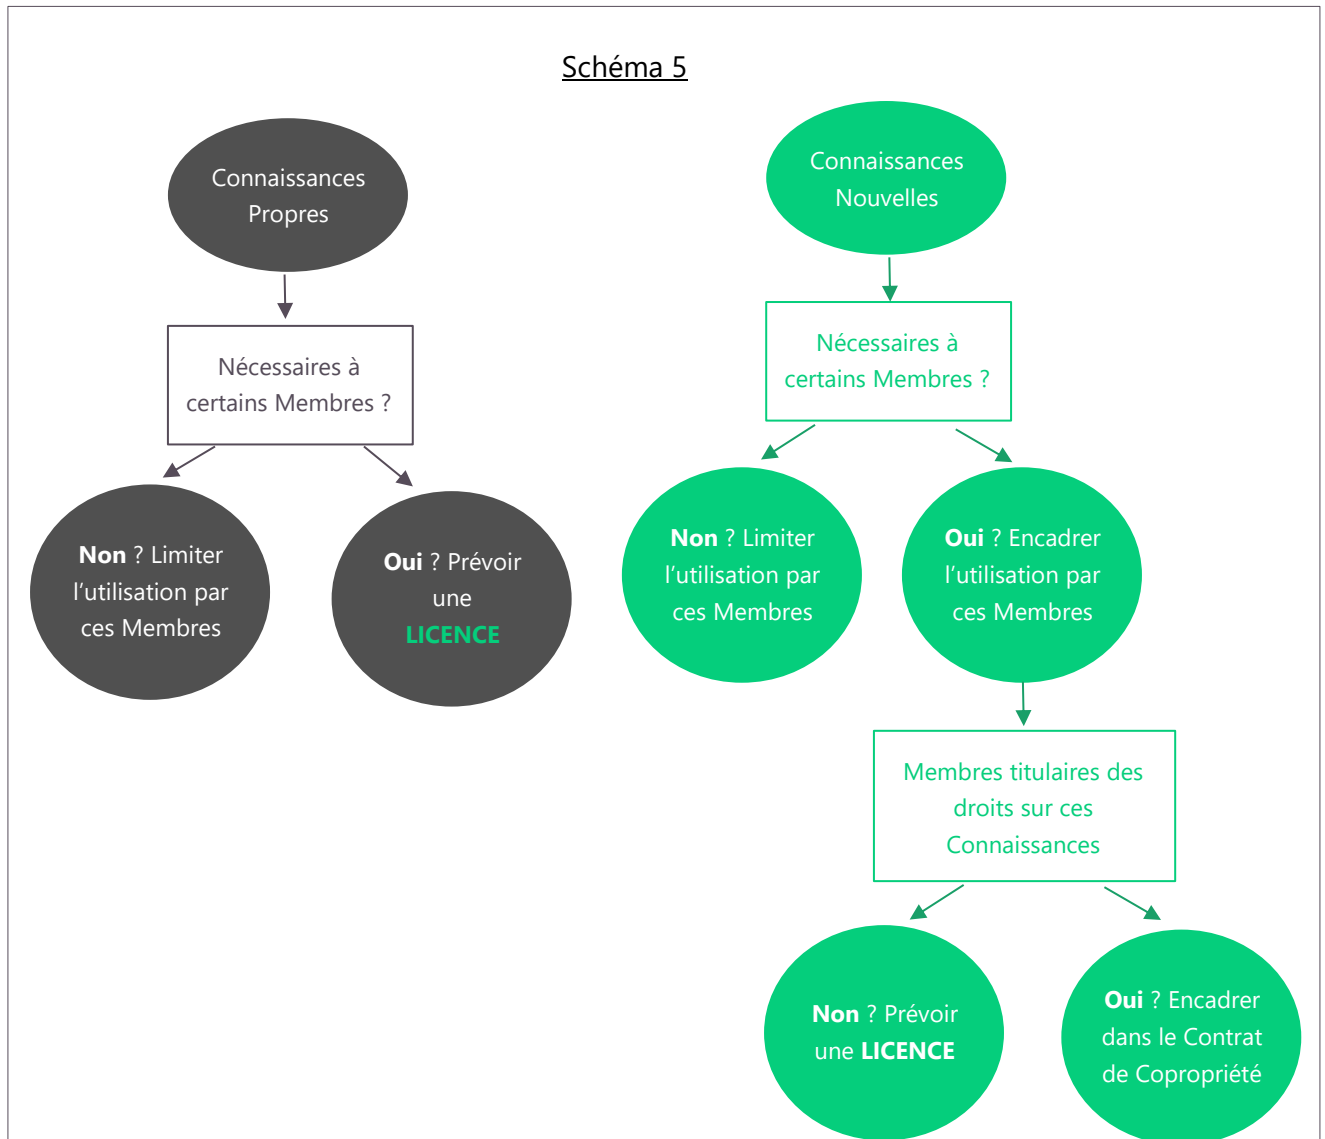 Schéma 5
Connaissances
Propres
Nécessaires à
certains Membres ?
Non ? Limiter
l’utilisation par
ces Membres
Oui ? Prévoir
une
LICENCE
Connaissances
Nouvelles
Nécessaires à
certains Membres ?
Non ? Limiter
l’utilisation par
ces Membres
Oui ? Encadrer
l’utilisation par
ces Membres
Membres titulaires des
droits sur ces
Connaissances
Non ? Prévoir
une LICENCE
Oui ? Encadrer
dans le Contrat
de Copropriété